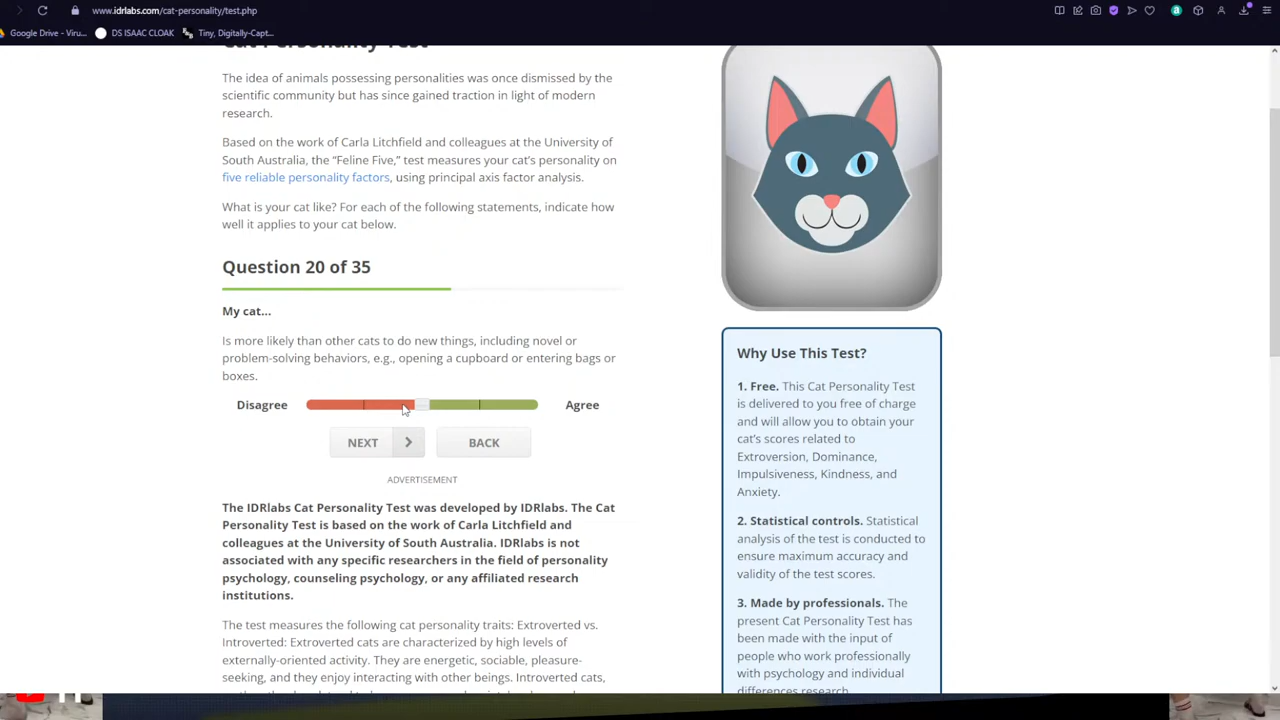 www.idrlabs.com/cat-personality/test.php
Google Drive - Viru...
DS ISAAC CLOAK
Tiny, Digitally-Capt...
Cat Personality Test
The idea of animals possessing personalities was once dismissed by the
scientific community but has since gained traction in light of modern
research.
Based on the work of Carla Litchfield and colleagues at the University of
South Australia, the “Feline Five,” test measures your cat’s personality on
five reliable personality factors, using principal axis factor analysis.
What is your cat like? For each of the following statements, indicate how
well it applies to your cat below.
Question 20 of 35
My cat...
Is more likely than other cats to do new things, including novel or
problem-solving behaviors, e.g., opening a cupboard or entering bags or
boxes.
Disagree
Agree
NEXT
BACK
ADVERTISEMENT
The IDRlabs Cat Personality Test was developed by IDRlabs. The Cat
Personality Test is based on the work of Carla Litchfield and
colleagues at the University of South Australia. IDRlabs is not
associated with any specific researchers in the field of personality
psychology, counseling psychology, or any affiliated research
institutions.
The test measures the following cat personality traits: Extroverted vs.
Introverted: Extroverted cats are characterized by high levels of
externally-oriented activity. They are energetic, sociable, pleasure-
seeking, and they enjoy interacting with other beings. Introverted cats,
Why Use This Test?
1. Free. This Cat Personality Test
is delivered to you free of charge
and will allow you to obtain your
cat’s scores related to
Extroversion, Dominance,
Impulsiveness, Kindness, and
Anxiety.
2. Statistical controls. Statistical
analysis of the test is conducted to
ensure maximum accuracy and
validity of the test scores.
3. Made by professionals. The
present Cat Personality Test has
been made with the input of
people who work professionally
with psychology and individual
differences research.